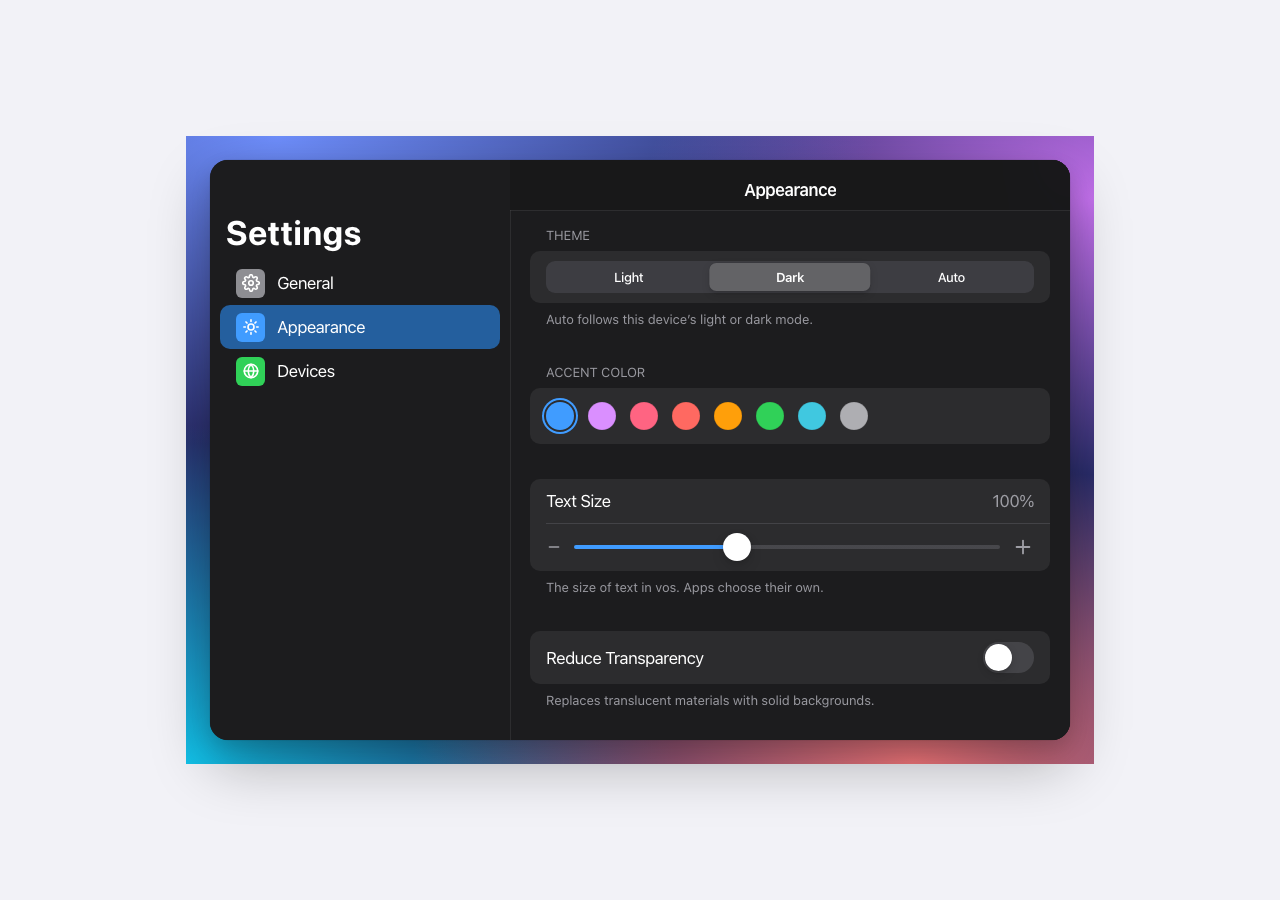 Settings
General
Appearance
Devices
Appearance
THEME
Light Dark Auto
Auto follows this device’s light or dark mode.
ACCENT COLOR
Text Size 100%
The size of text in vos. Apps choose their own.
Reduce Transparency
Replaces translucent materials with solid backgrounds.